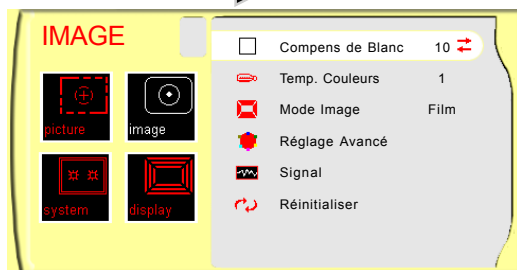 IMAGE
picture
image
system
display
Compens de Blanc 10
Temp. Couleurs 1
Mode Image Film
Réglage Avancé
Signal
Réinitialiser